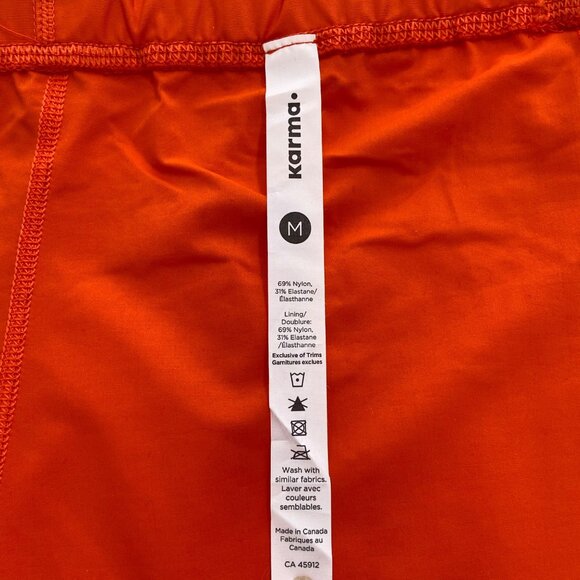 karma.
M
69% Nylon,
31% Elastane/
Élasthanne
Lining/
Doublure:
69% Nylon,
31% Elastane
/Élasthanne
Exclusive of Trims
Garnitures exclues
Wash with
similar fabrics.
Laver avec
couleurs
semblables.
Made in Canada
Fabriques au
Canada
CA 45912